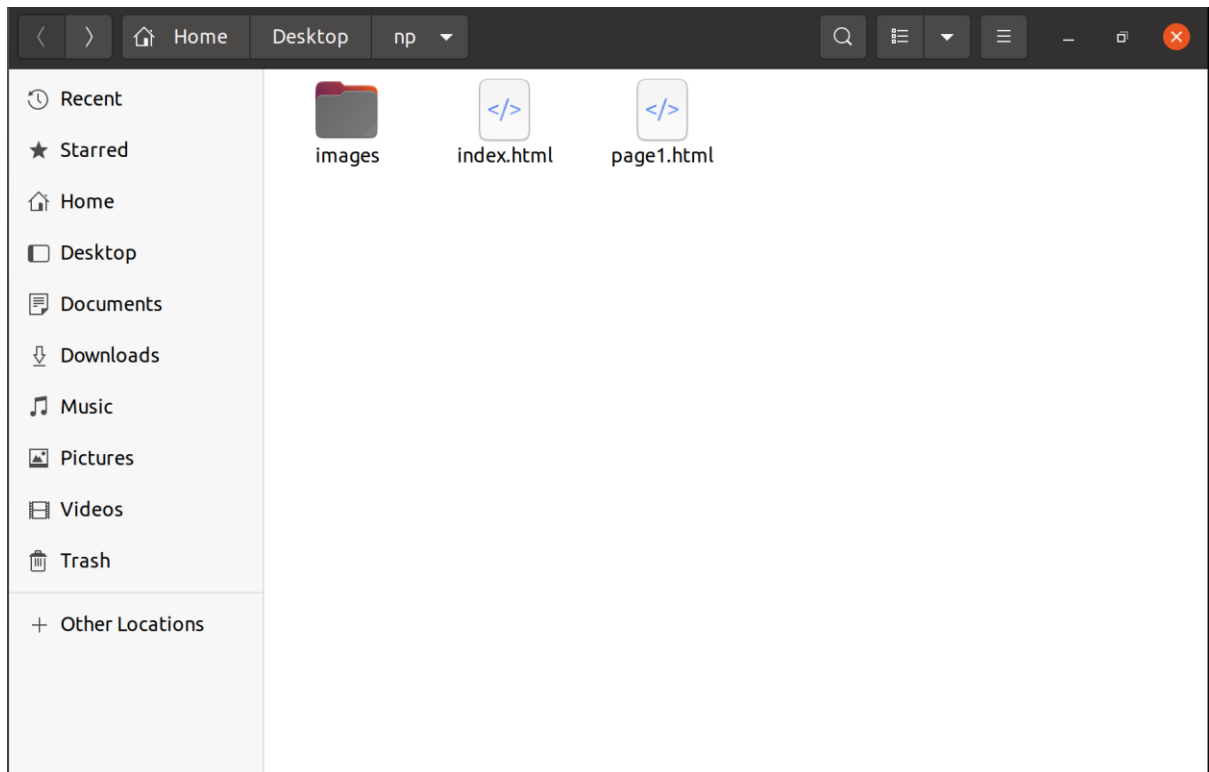 Home Desktop np
Recent
Starred
Home
Desktop
Documents
Downloads
Music
Pictures
Videos
Trash
Other Locations
images index.html page1.html
</>
</>